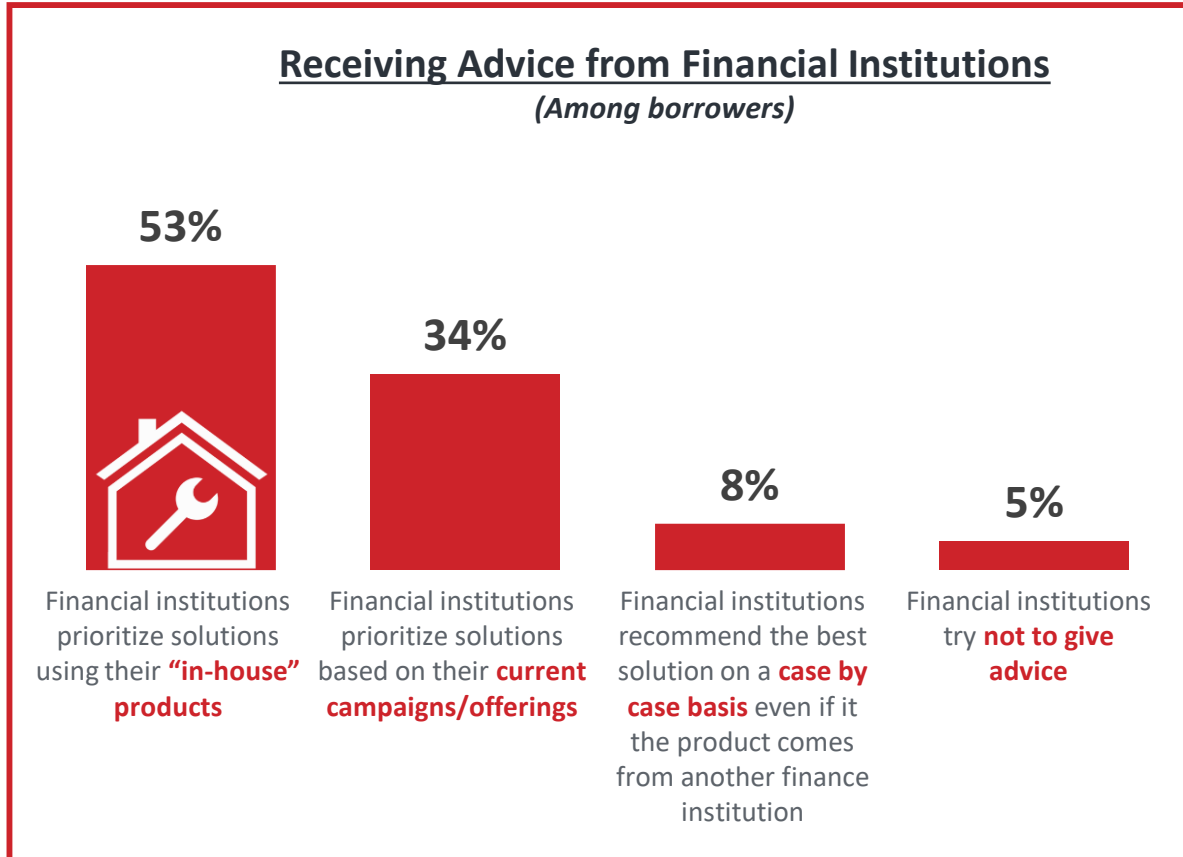 Receiving Advice from Financial Institutions
(Among borrowers)
53%
34%
8%
5%
Financial institutions
prioritize solutions
using their “in-house”
products
Financial institutions
prioritize solutions
based on their current
campaigns/offerings
Financial institutions
recommend the best
solution on a case by
case basis even if it
the product comes
from another finance
institution
Financial institutions
try not to give
advice